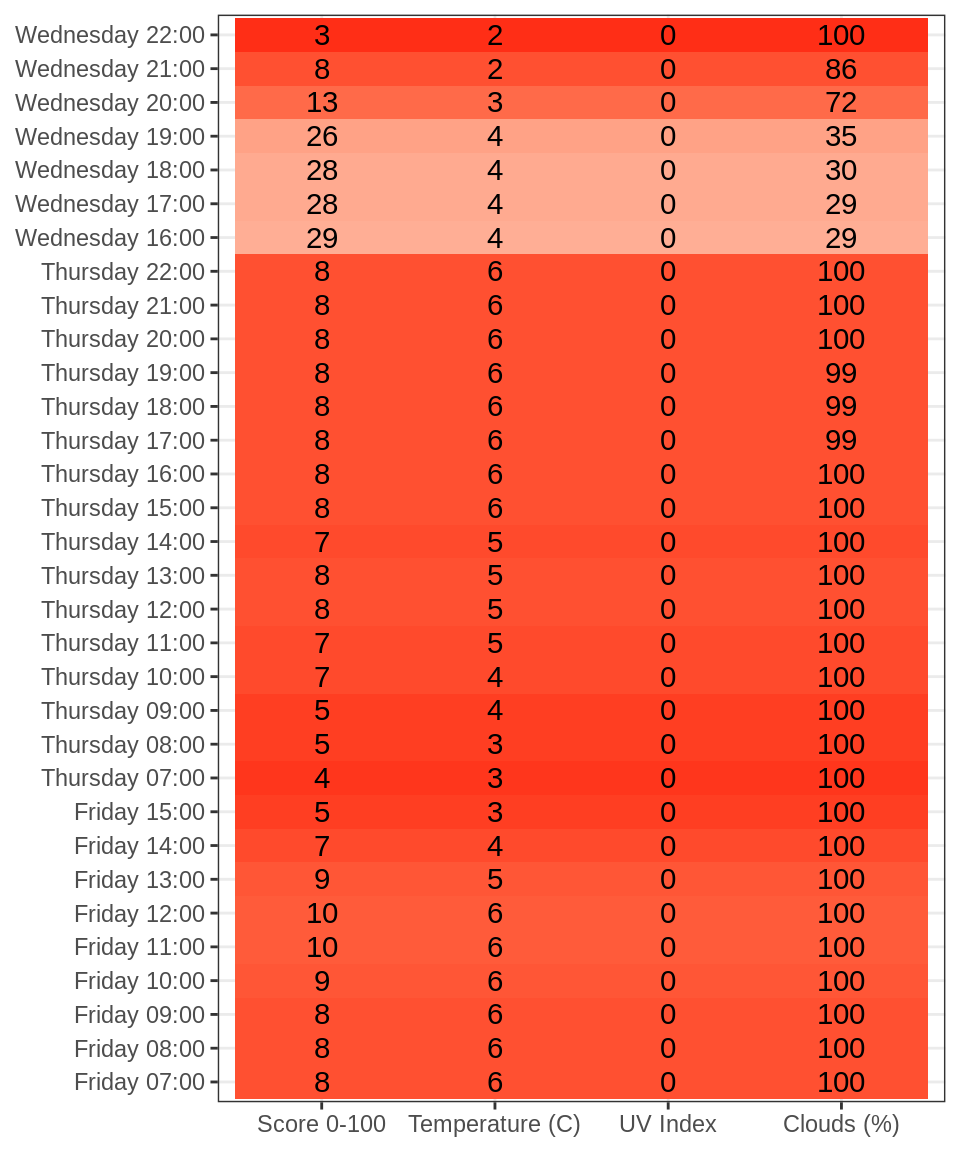 Wednesday 22:00 3 2 0 100
Wednesday 21:00 8 2 0 86
Wednesday 20:00 13 3 0 72
Wednesday 19:00 26 4 0 35
Wednesday 18:00 28 4 0 30
Wednesday 17:00 28 4 0 29
Wednesday 16:00 29 4 0 29
Thursday 22:00 8 6 0 100
Thursday 21:00 8 6 0 100
Thursday 20:00 8 6 0 100
Thursday 19:00 8 6 0 99
Thursday 18:00 8 6 0 99
Thursday 17:00 8 6 0 99
Thursday 16:00 8 6 0 100
Thursday 15:00 8 6 0 100
Thursday 14:00 7 5 0 100
Thursday 13:00 8 5 0 100
Thursday 12:00 8 5 0 100
Thursday 11:00 7 5 0 100
Thursday 10:00 7 4 0 100
Thursday 09:00 5 4 0 100
Thursday 08:00 5 3 0 100
Thursday 07:00 4 3 0 100
Friday 15:00 5 3 0 100
Friday 14:00 7 4 0 100
Friday 13:00 9 5 0 100
Friday 12:00 10 6 0 100
Friday 11:00 10 6 0 100
Friday 10:00 9 6 0 100
Friday 09:00 8 6 0 100
Friday 08:00 8 6 0 100
Friday 07:00 8 6 0 100
Score 0-100 Temperature (C) UV Index Clouds (%)